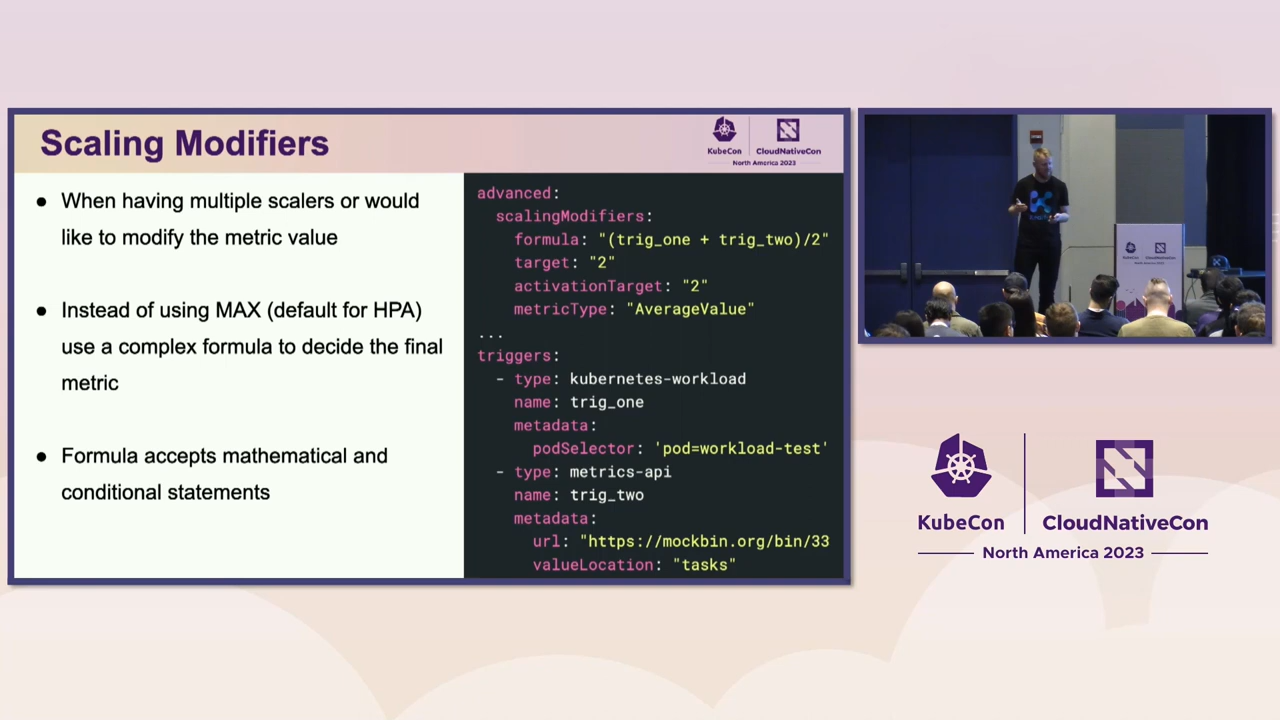 Scaling Modifiers
KubeCon
CloudNativeCon
North America 2023
● When having multiple scalers or would
like to modify the metric value
● Instead of using MAX (default for HPA)
use a complex formula to decide the final
metric
● Formula accepts mathematical and
conditional statements
advanced:
scalingModifiers:
formula: "(trig_one + trig_two)/2"
target: "2"
activationTarget: "2"
metricType: "AverageValue"
...
triggers:
- type: kubernetes-workload
name: trig_one
metadata:
podSelector: 'pod=workload-test'
- type: metrics-api
name: trig_two
metadata:
url: "https://mockbin.org/bin/33
valueLocation: "tasks"
KubeCon
CloudNativeCon
North America 2023